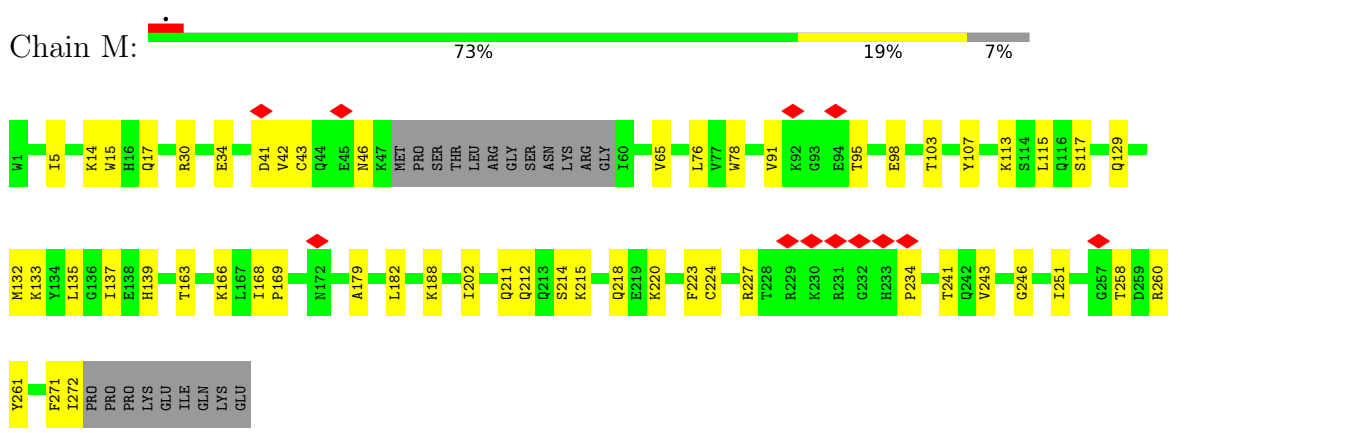 Chain M:
73% 19% 7%
W1 I5 K14 W15 H16 Q17 R30 E34 D41 V42 C43 Q44 E45 N46 K47 MET PRO SER THR LEU ARG GLY SER ASN LYS ARG GLY I60 V65 L76 V77 W78 V91 K92 G93 E94 T95 E98 T103 Y107 K113 S114 L115 Q116 S117 Q129
M132 K133 Y134 L135 G136 I137 E138 H139 T163 K166 L167 I168 P169 N172 A179 L182 K188 I202 Q211 Q212 Q213 S214 K215 Q218 E219 K220 F223 C224 R227 T228 R229 K230 R231 G232 H233 P234 T241 Q242 V243 G246 I251 G257 T258 D259 R260
Y261 F271 I272 PRO PRO PRO LYS GLU ILE GLN LYS GLU